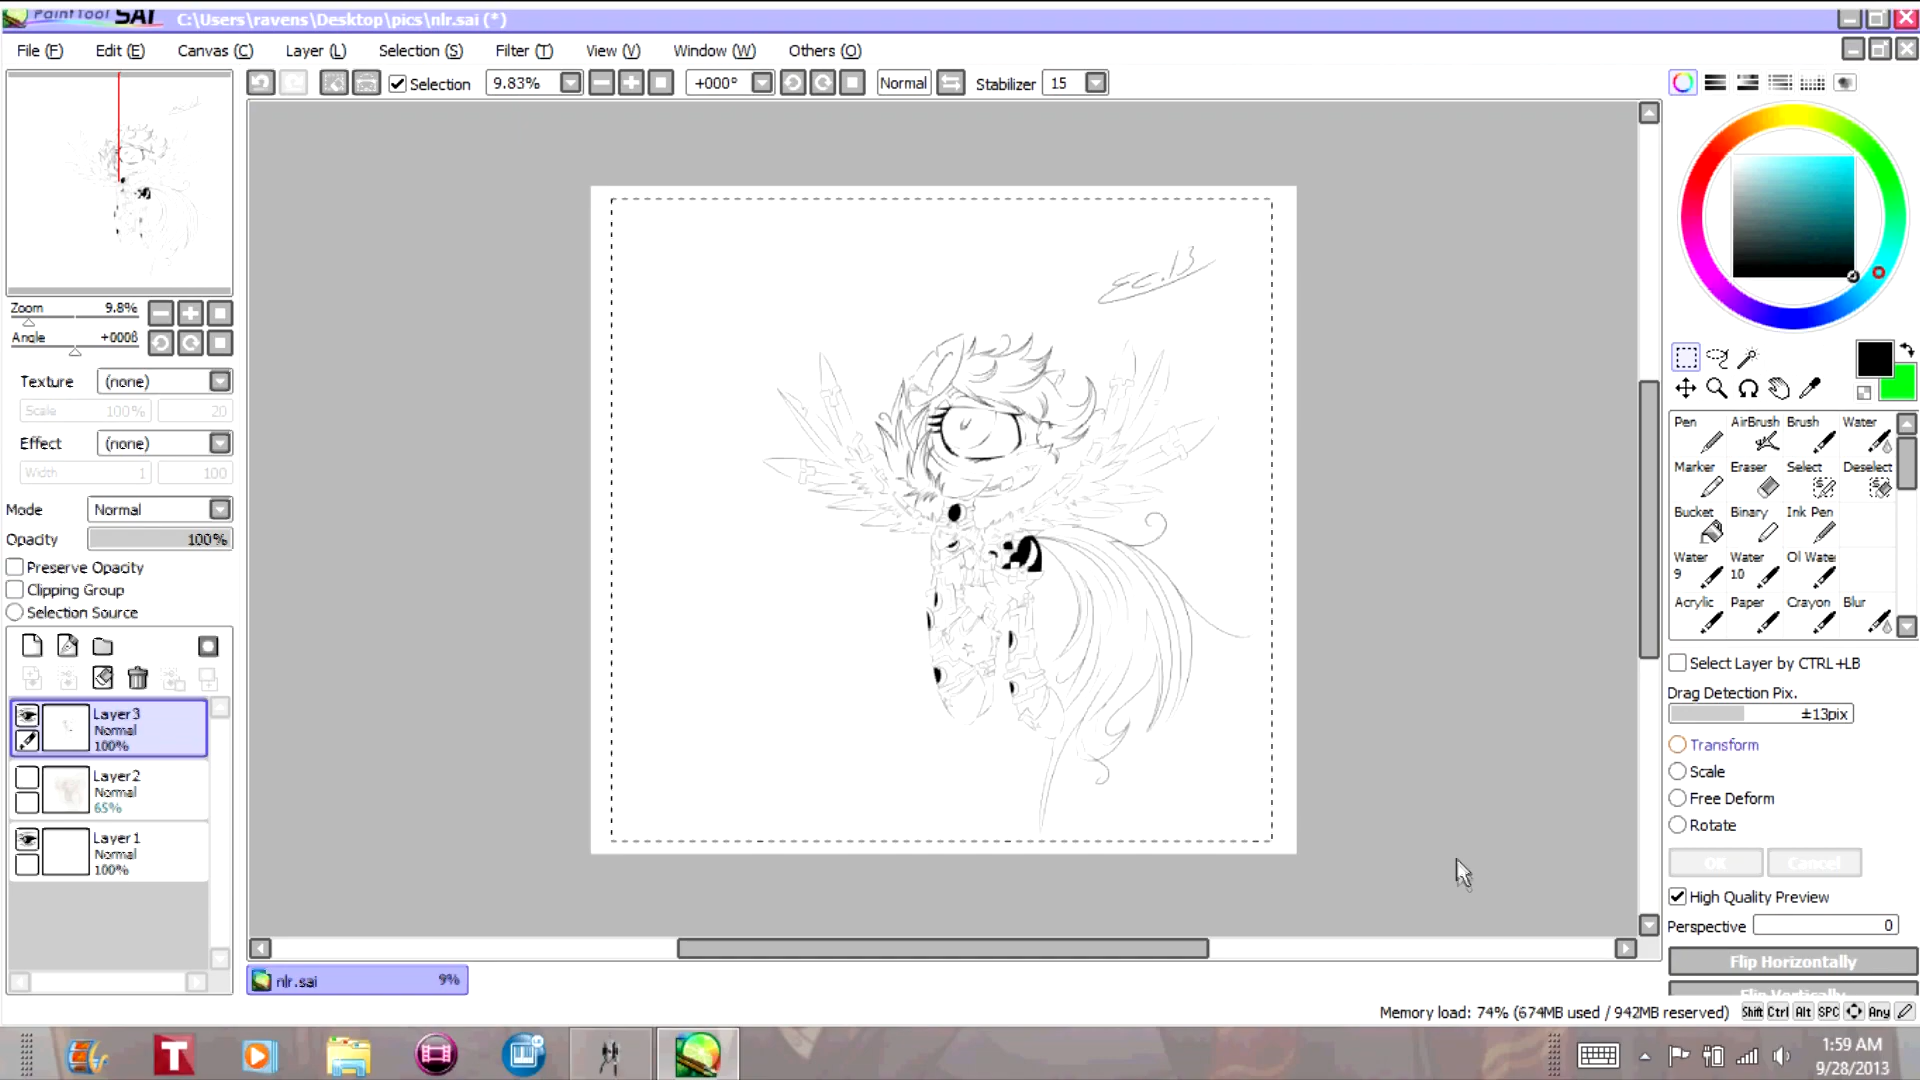 PaintTool SAI C:\Users\ravens\Desktop\pics\nlr.sai (*)
File (F) Edit (E) Canvas (C) Layer (L) Selection (S) Filter (T) View (V) Window (W) Others (O)
Selection 9.83% +000° Normal Stabilizer 15
Zoom 9.8%
Angle +000ß
Texture (none)
Scale 100% 20
Effect (none)
Width 1 100
Mode Normal
Opacity 100%
Preserve Opacity
Clipping Group
Selection Source
Layer3
Normal
100%
Layer2
Normal
65%
Layer1
Normal
100%
nlr.sai 9%
Pen AirBrush Brush Water
Marker Eraser Select Deselect
Bucket Binary Ink Pen
Water 9 Water 10 Ol Wate
Acrylic Paper Crayon Blur
Select Layer by CTRL+LB
Drag Detection Pix.
±13pix
Transform
Scale
Free Deform
Rotate
OK Cancel
High Quality Preview
Perspective 0
Flip Horizontally
Flip Vertically
Memory load: 74% (674MB used / 942MB reserved) Shift Ctrl Alt SPC Any
1:59 AM
9/28/2013